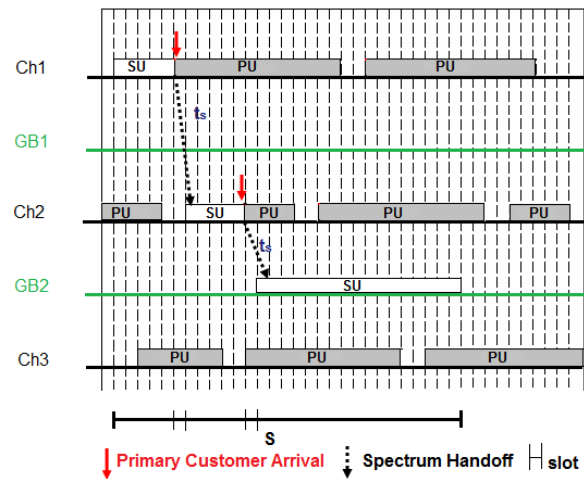 Ch1 SU PU PU
ts
GB1
Ch2 PU SU PU PU PU
ts
GB2 SU
Ch3 PU PU PU
S
Primary Customer Arrival Spectrum Handoff slot